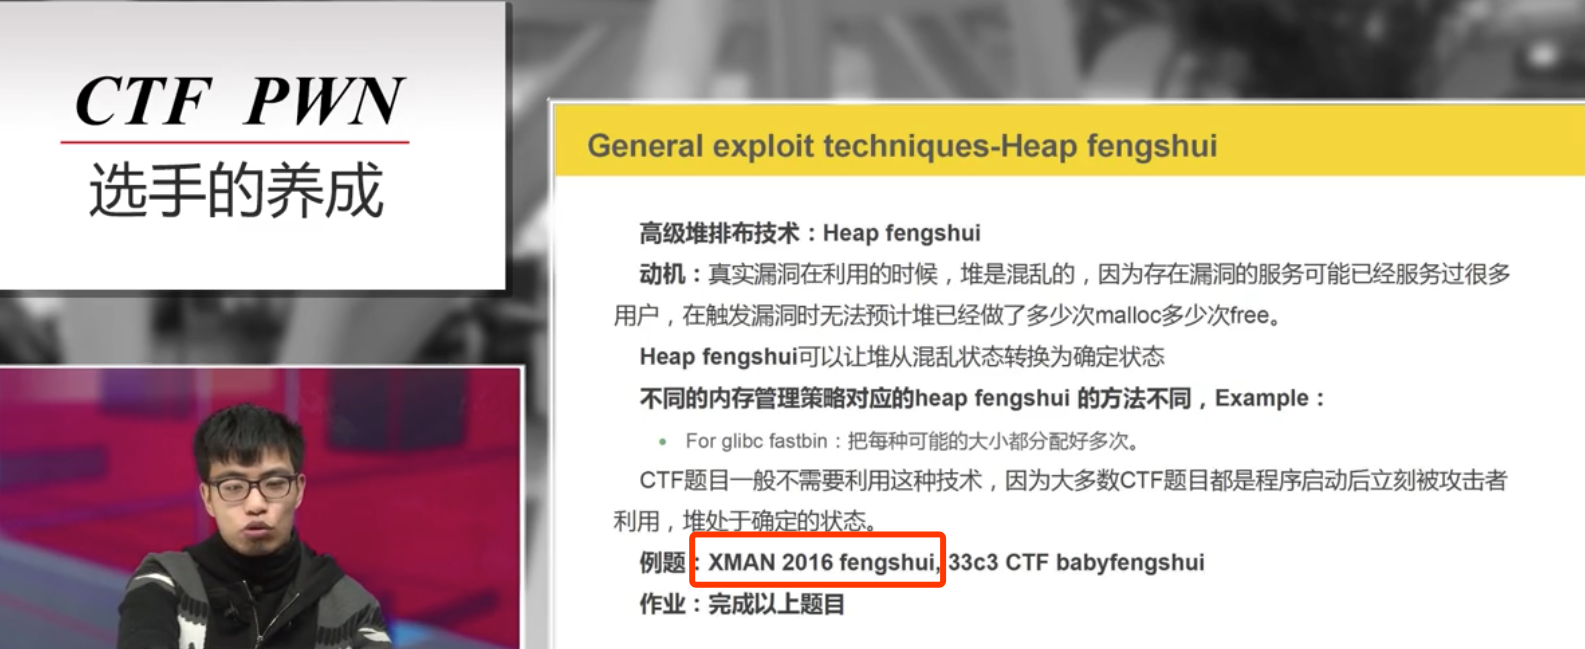 CTF PWN
选手的养成
General exploit techniques-Heap fengshui
高级堆排布技术：Heap fengshui
动机：真实漏洞在利用的时候，堆是混乱的，因为存在漏洞的服务可能已经服务过很多
用户，在触发漏洞时无法预计堆已经做了多少次malloc多少次free。
Heap fengshui可以让堆从混乱状态转换为确定状态
不同的内存管理策略对应的heap fengshui 的方法不同，Example：
• For glibc fastbin：把每种可能的大小都分配好多次。
CTF题目一般不需要利用这种技术，因为大多数CTF题目都是程序启动后立刻被攻击者
利用，堆处于确定的状态。
例题：XMAN 2016 fengshui, 33c3 CTF babyfengshui
作业：完成以上题目